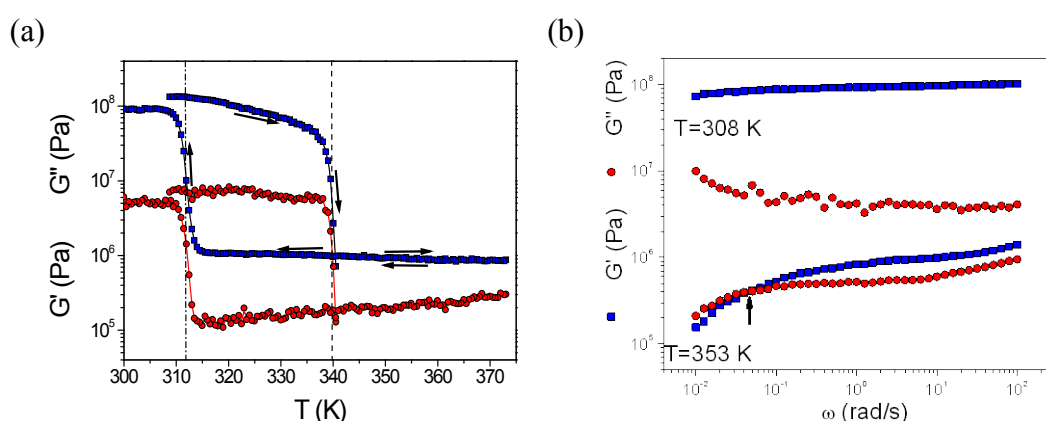 (a)
G'' (Pa)
G' (Pa)
10^8
10^7
10^6
10^5
300 310 320 330 340 350 360 370
T (K)
(b)
G'' (Pa)
G' (Pa)
10^8
10^7
10^6
10^5
T=308 K
T=353 K
10^-2 10^-1 10^0 10^1 10^2
ω (rad/s)